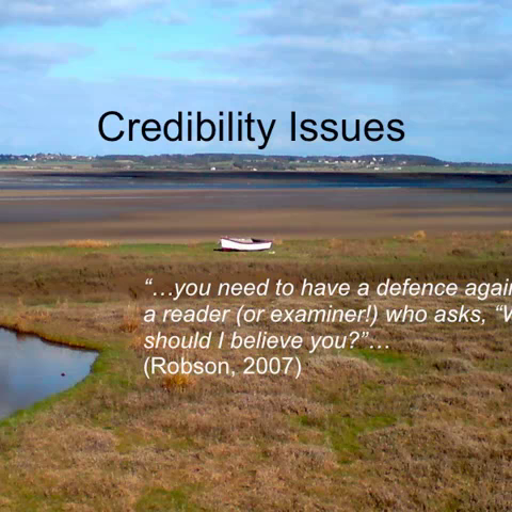 Credibility Issues
“…you need to have a defence agai
a reader (or examiner!) who asks, “W
should I believe you?”…
(Robson, 2007)